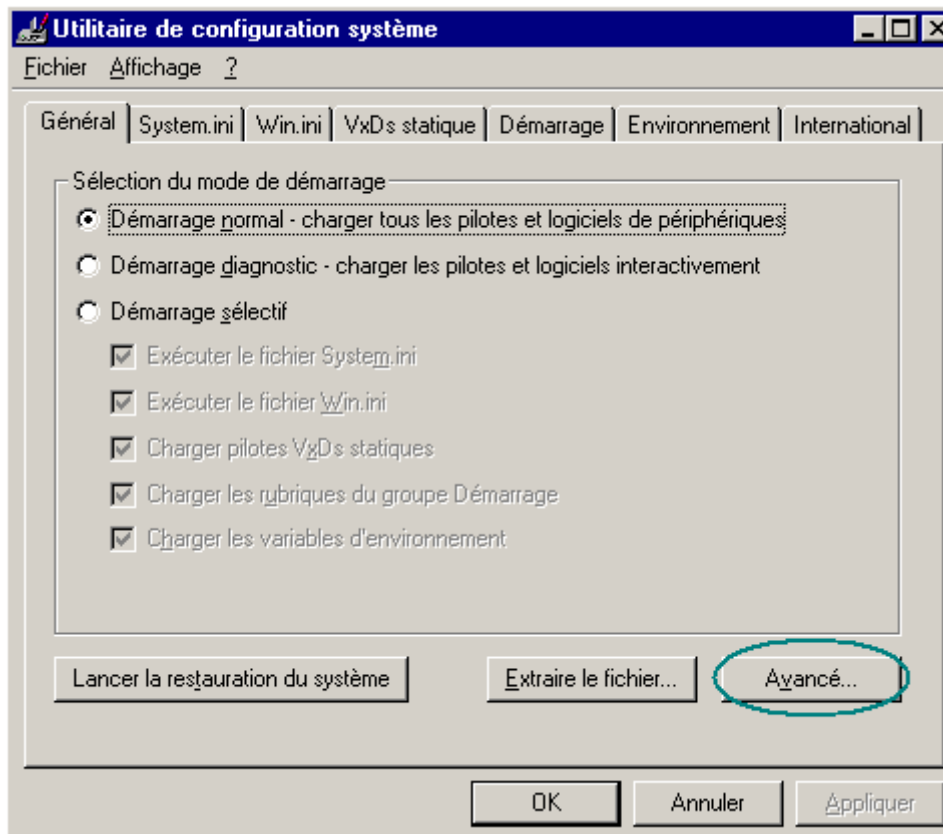 Utilitaire de configuration système
Fichier Affichage ?
Général System.ini Win.ini VxDs statique Démarrage Environnement International
Sélection du mode de démarrage
Démarrage normal - charger tous les pilotes et logiciels de périphériques
Démarrage diagnostic - charger les pilotes et logiciels interactivement
Démarrage sélectif
Exécuter le fichier System.ini
Exécuter le fichier Win.ini
Charger pilotes VxDs statiques
Charger les rubriques du groupe Démarrage
Charger les variables d'environnement
Lancer la restauration du système Extraire le fichier... Avancé...
OK Annuler Appliquer